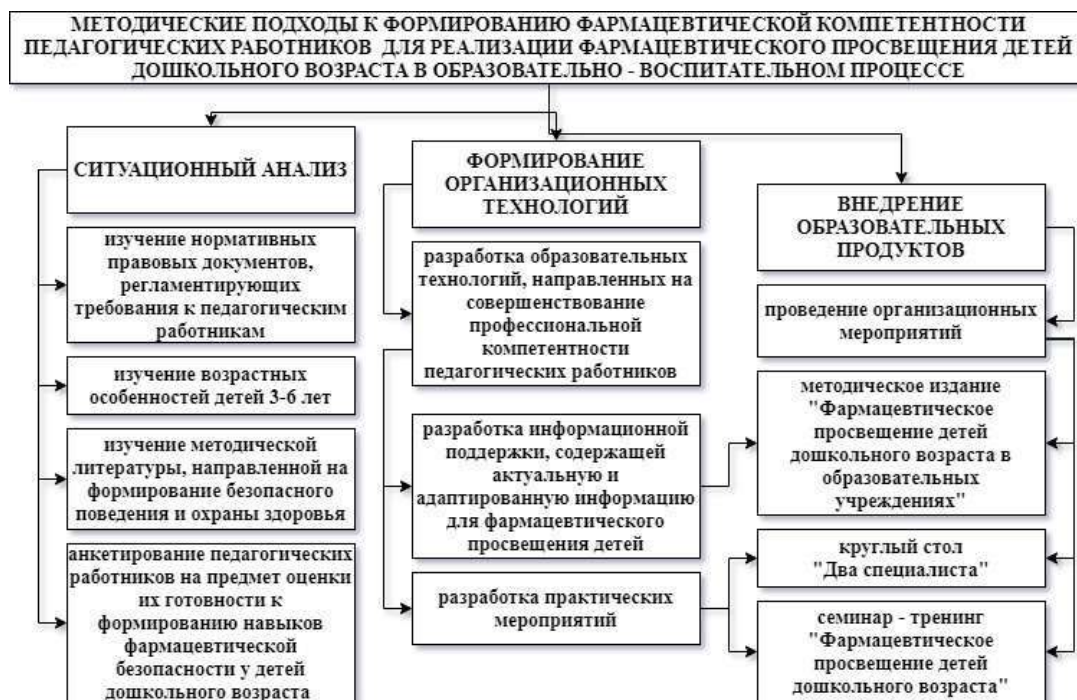 МЕТОДИЧЕСКИЕ ПОДХОДЫ К ФОРМИРОВАНИЮ ФАРМАЦЕВТИЧЕСКОЙ КОМПЕТЕНТНОСТИ
ПЕДАГОГИЧЕСКИХ РАБОТНИКОВ ДЛЯ РЕАЛИЗАЦИИ ФАРМАЦЕВТИЧЕСКОГО ПРОСВЕЩЕНИЯ ДЕТЕЙ
ДОШКОЛЬНОГО ВОЗРАСТА В ОБРАЗОВАТЕЛЬНО - ВОСПИТАТЕЛЬНОМ ПРОЦЕССЕ
СИТУАЦИОННЫЙ АНАЛИЗ
изучение нормативных
правовых документов,
регламентирующих
требования к педагогическим
работникам
изучение возрастных
особенностей детей 3-6 лет
изучение методической
литературы, направленной на
формирование безопасного
поведения и охраны здоровья
анкетирование педагогических
работников на предмет оценки
их готовности к
формированию навыков
фармацевтической
безопасности у детей
дошкольного возраста
ФОРМИРОВАНИЕ
ОРГАНИЗАЦИОННЫХ
ТЕХНОЛОГИЙ
разработка образовательных
технологий, направленных на
совершенствование
профессиональной
компетентности
педагогических работников
разработка информационной
поддержки, содержащей
актуальную и
адаптированную информацию
для фармацевтического
просвещения детей
разработка практических
мероприятий
ВНЕДРЕНИЕ
ОБРАЗОВАТЕЛЬНЫХ
ПРОДУКТОВ
проведение организационных
мероприятий
методическое издание
"Фармацевтическое
просвещение детей
дошкольного возраста в
образовательных
учреждениях"
круглый стол
"Два специалиста"
семинар - тренинг
"Фармацевтическое
просвещение детей
дошкольного возраста"